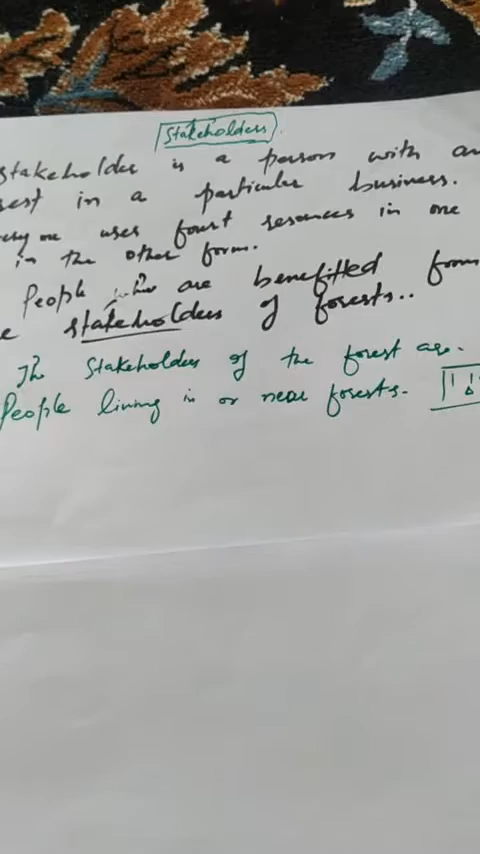 Stakeholders
stakeholder is a person with an
rest in a particular business.
ery one uses forest resources in one
in the other form.
People who are benefitted from
e stakeholders of forests..
The Stakeholders of the forest are.
People living in or near forests.